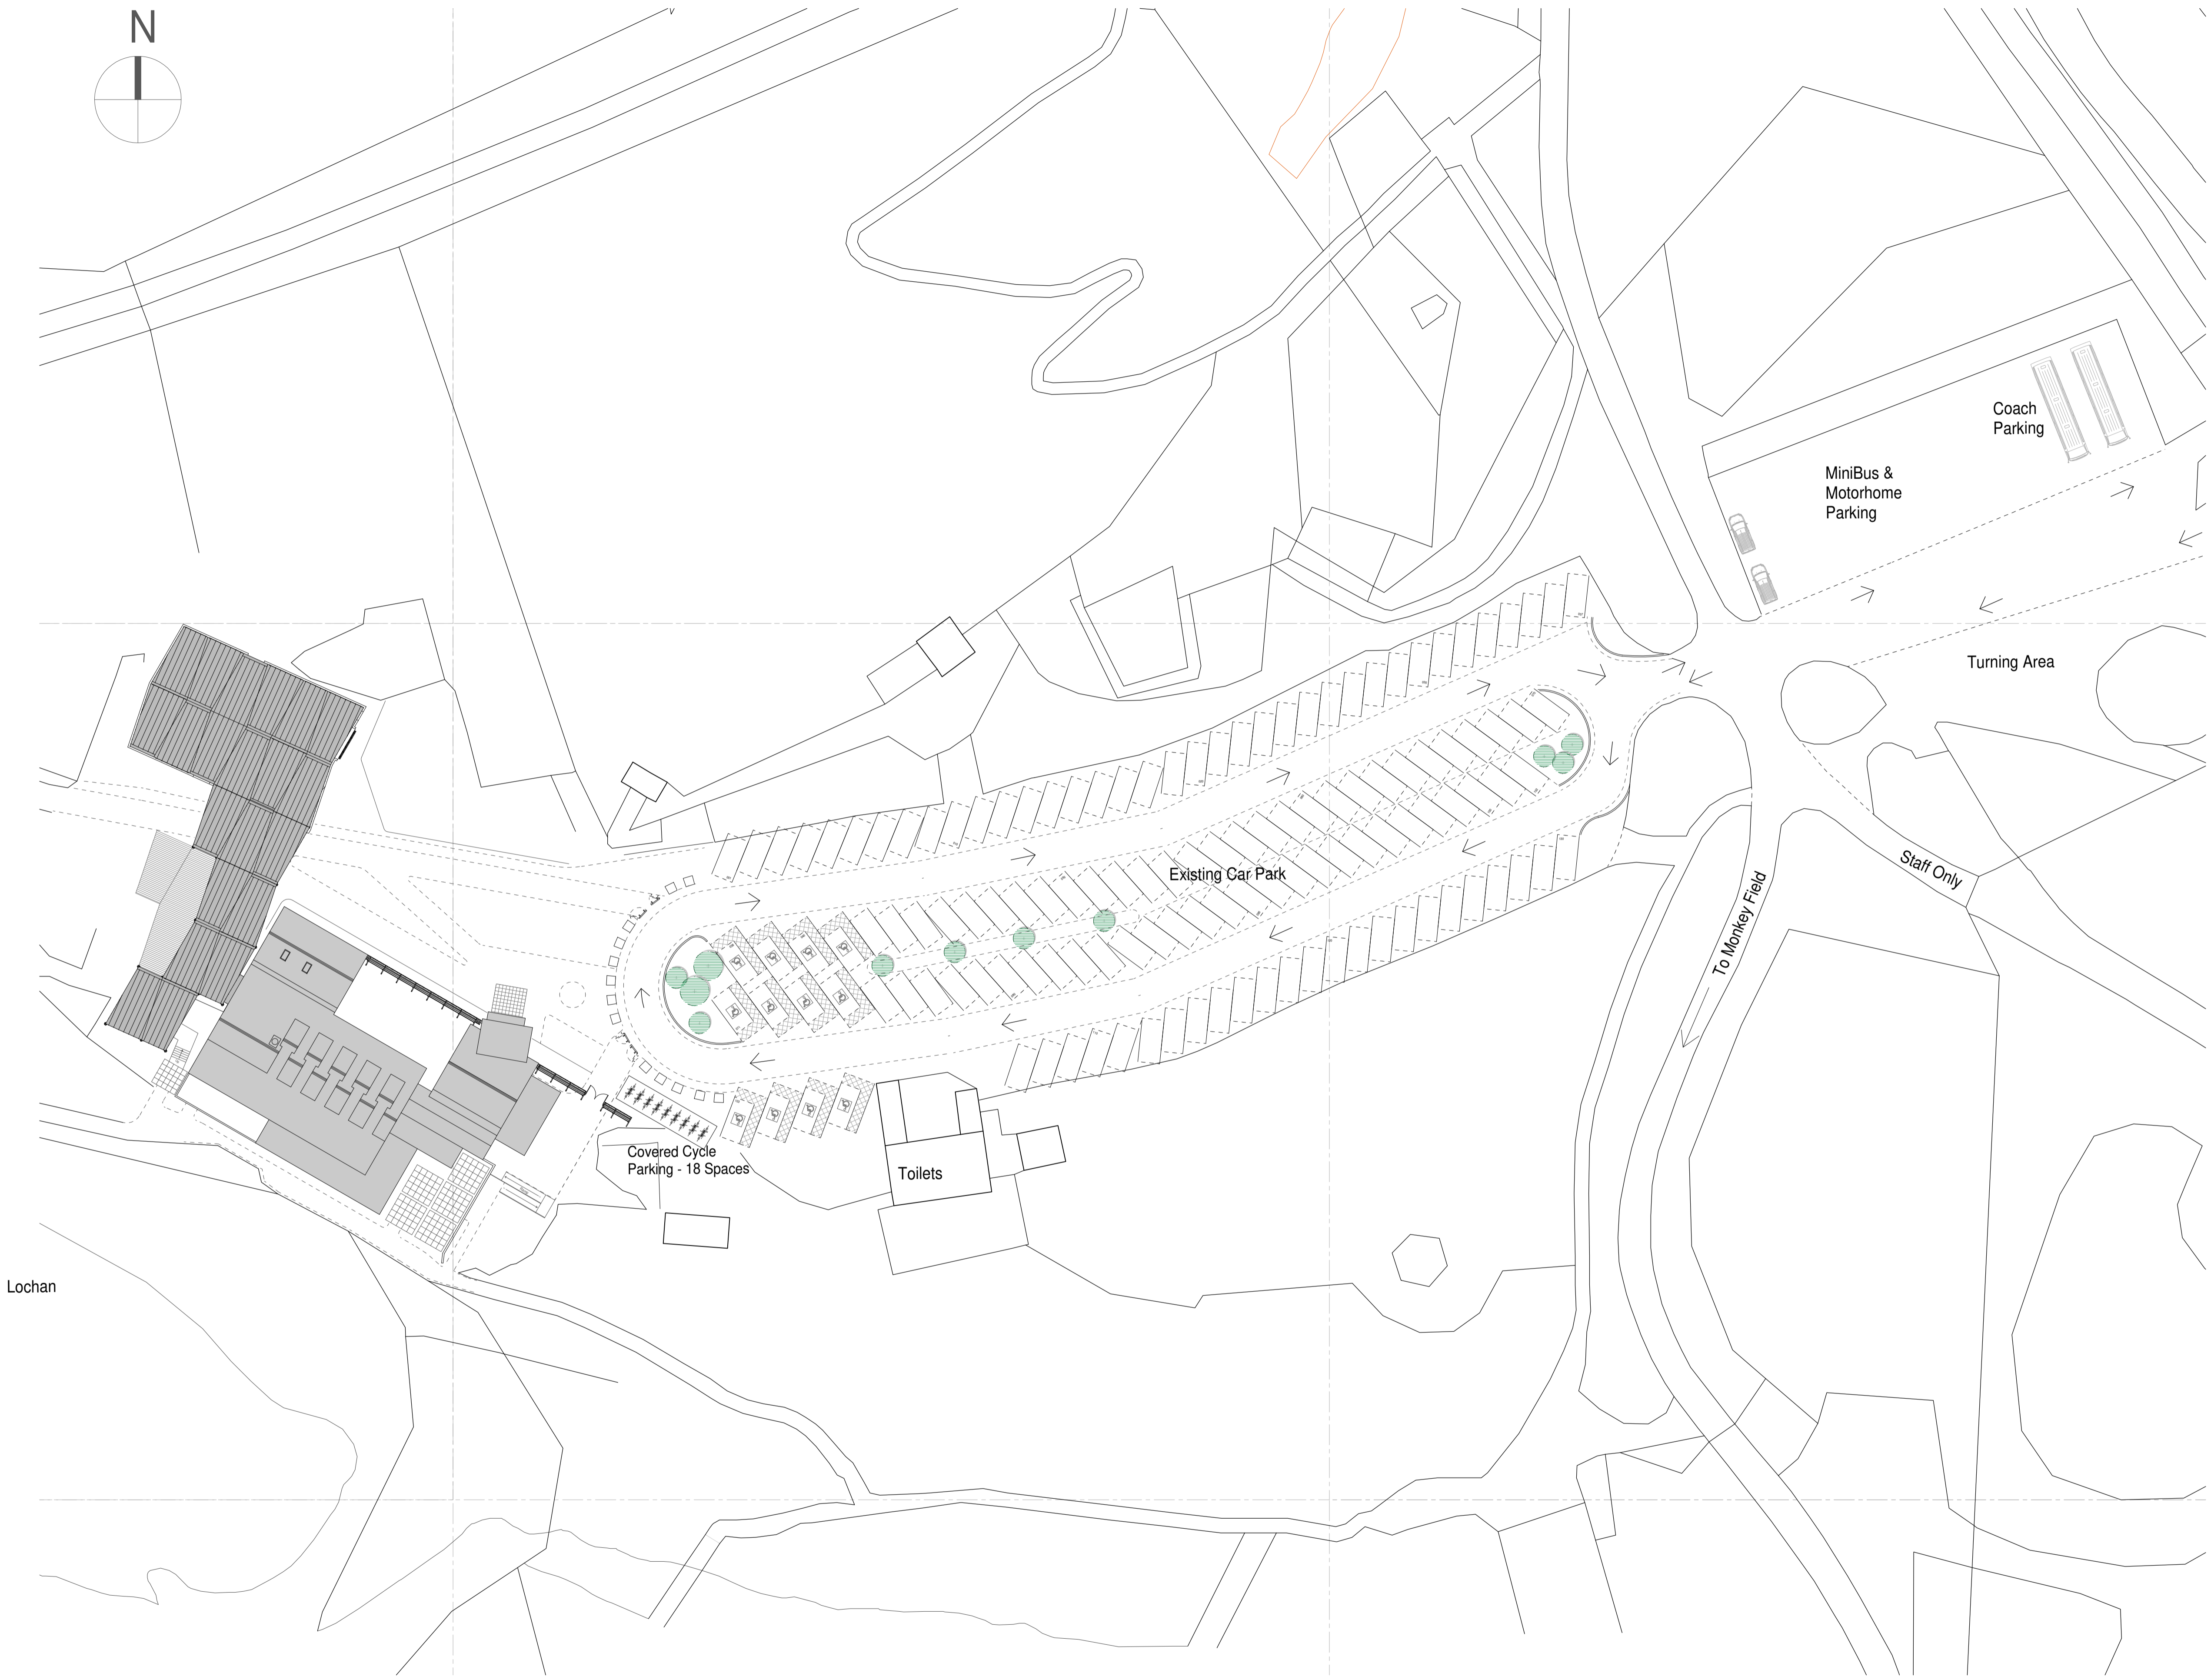 N
Coach
Parking
MiniBus &
Motorhome
Parking
Turning Area
Existing Car Park
Staff Only
To Monkey Field
Covered Cycle
Parking - 18 Spaces
Toilets
Lochan